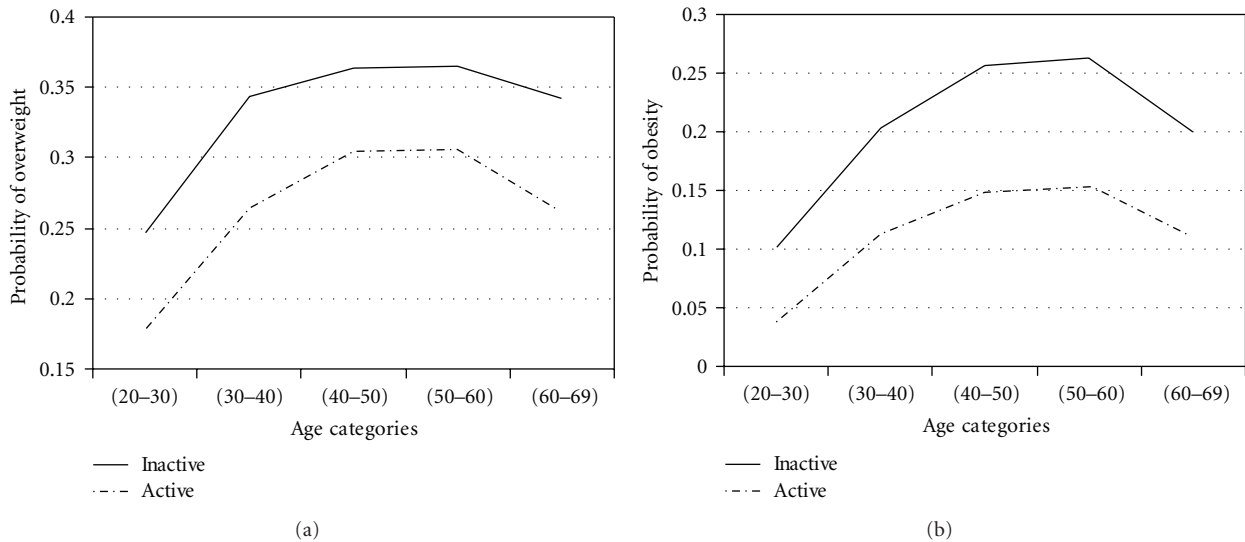 0.4
0.35
0.3
0.25
0.2
0.15
Probability of overweight
(20–30) (30–40) (40–50) (50–60) (60–69)
Age categories
Inactive
Active
(a)
0.3
0.25
0.2
0.15
0.1
0.05
0
Probability of obesity
(20–30) (30–40) (40–50) (50–60) (60–69)
Age categories
Inactive
Active
(b)